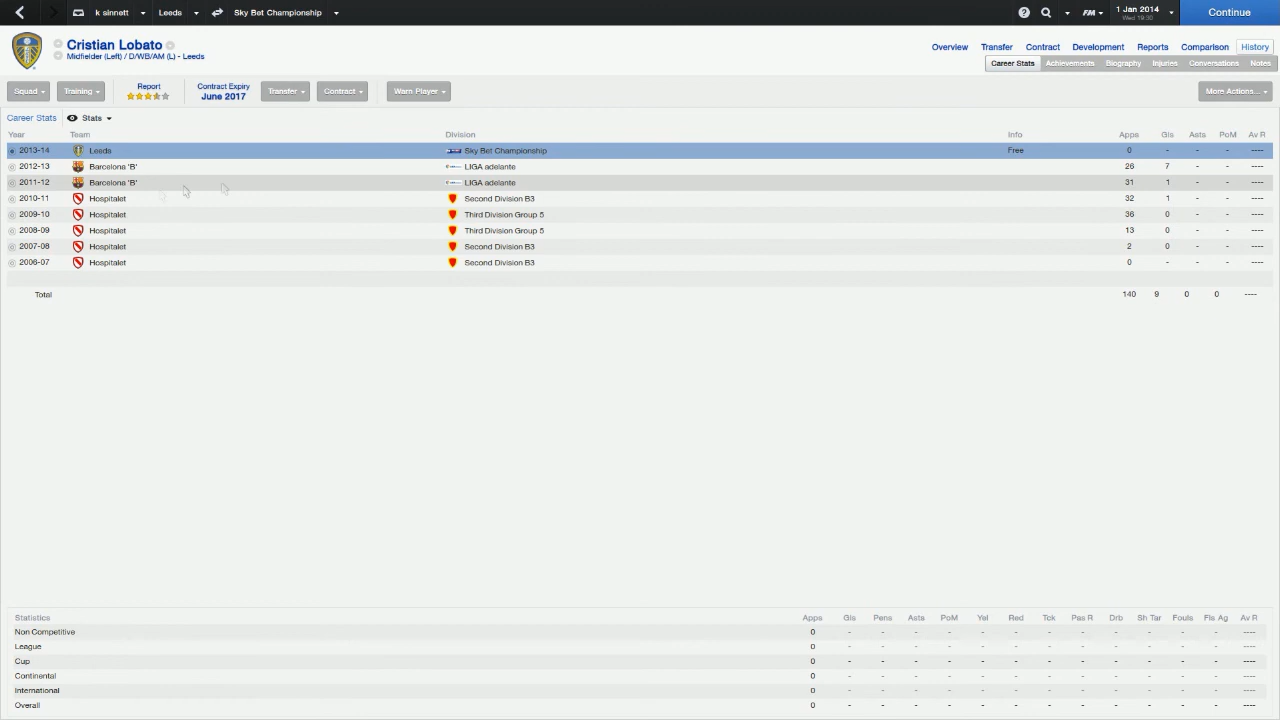 k sinnett Leeds Sky Bet Championship FM 1 Jan 2014 Wed 19:30 Continue
Cristian Lobato
Midfielder (Left) / D/WB/AM (L) - Leeds
Overview Transfer Contract Development Reports Comparison History
Career Stats Achievements Biography Injuries Conversations Notes
Squad Training Report Contract Expiry June 2017 Transfer Contract Warn Player More Actions...
Career Stats Stats
Year Team Division Info Apps Gls Asts PoM Av R
2013-14 Leeds Sky Bet Championship Free 0 - - - ----
2012-13 Barcelona 'B' LIGA adelante 26 7 - - ----
2011-12 Barcelona 'B' LIGA adelante 31 1 - - ----
2010-11 Hospitalet Second Division B3 32 1 - - ----
2009-10 Hospitalet Third Division Group 5 36 0 - - ----
2008-09 Hospitalet Third Division Group 5 13 0 - - ----
2007-08 Hospitalet Second Division B3 2 0 - - ----
2006-07 Hospitalet Second Division B3 0 - - - ----
Total 140 9 0 0 ----
Statistics Apps Gls Pens Asts PoM Yel Red Tck Pas R Drb Sh Tar Fouls Fls Ag Av R
Non Competitive 0 - - - - - - - - - - - - ----
League 0 - - - - - - - - - - - - ----
Cup 0 - - - - - - - - - - - - ----
Continental 0 - - - - - - - - - - - - ----
International 0 - - - - - - - - - - - - ----
Overall 0 - - - - - - - - - - - - ----